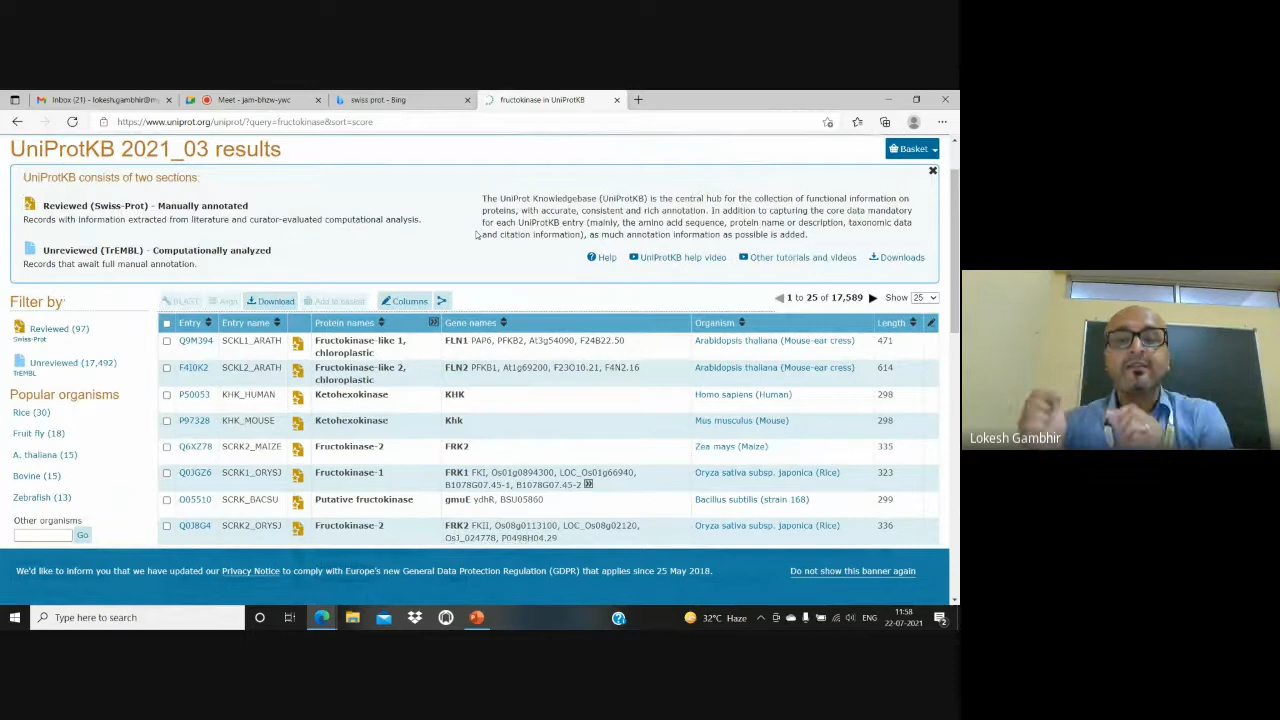 Inbox (21) - lokesh.gambhir@m
Meet - jam-bhzw-ywc
swiss prot - Bing
fructokinase in UniProtKB
https://www.uniprot.org/uniprot/?query=fructokinase&sort=score
UniProtKB 2021_03 results
Basket
UniProtKB consists of two sections:
Reviewed (Swiss-Prot) - Manually annotated
Records with information extracted from literature and curator-evaluated computational analysis.
Unreviewed (TrEMBL) - Computationally analyzed
Records that await full manual annotation.
The UniProt Knowledgebase (UniProtKB) is the central hub for the collection of functional information on
proteins, with accurate, consistent and rich annotation. In addition to capturing the core data mandatory
for each UniProtKB entry (mainly, the amino acid sequence, protein name or description, taxonomic data
and citation information), as much annotation information as possible is added.
Help UniProtKB help video Other tutorials and videos Downloads
Filter by
BLAST Align Download Add to basket Columns
1 to 25 of 17,589 Show 25
Reviewed (97)
Swiss-Prot
Unreviewed (17,492)
TrEMBL
Popular organisms
Rice (30)
Fruit fly (18)
A. thaliana (15)
Bovine (15)
Zebrafish (13)
Other organisms
Go
Entry Entry name Protein names Gene names Organism Length
Q9M394 SCKL1_ARATH Fructokinase-like 1, chloroplastic FLN1 PAP6, PFKB2, At3g54090, F24B22.50 Arabidopsis thaliana (Mouse-ear cress) 471
F4I0K2 SCKL2_ARATH Fructokinase-like 2, chloroplastic FLN2 PFKB1, At1g69200, F23O10.21, F4N2.16 Arabidopsis thaliana (Mouse-ear cress) 614
P50053 KHK_HUMAN Ketohexokinase KHK Homo sapiens (Human) 298
P97328 KHK_MOUSE Ketohexokinase Khk Mus musculus (Mouse) 298
Q6XZ78 SCRK2_MAIZE Fructokinase-2 FRK2 Zea mays (Maize) 335
Q0JGZ6 SCRK1_ORYSJ Fructokinase-1 FRK1 FKI, Os01g0894300, LOC_Os01g66940, B1078G07.45-1, B1078G07.45-2 Oryza sativa subsp. japonica (Rice) 323
O05510 SCRK_BACSU Putative fructokinase gmuE ydhR, BSU05860 Bacillus subtilis (strain 168) 299
Q0J8G4 SCRK2_ORYSJ Fructokinase-2 FRK2 FKII, Os08g0113100, LOC_Os08g02120, OsJ_024778, P0498H04.29 Oryza sativa subsp. japonica (Rice) 336
We'd like to inform you that we have updated our Privacy Notice to comply with Europe's new General Data Protection Regulation (GDPR) that applies since 25 May 2018.
Do not show this banner again
Type here to search
32°C Haze
ENG
11:58
22-07-2021
Lokesh Gambhir